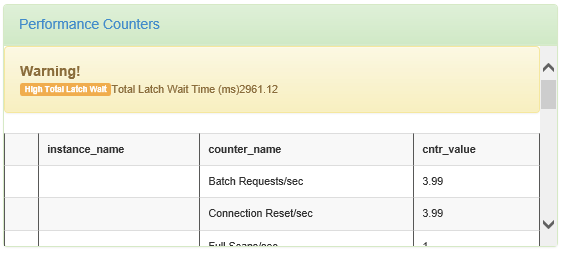 Performance Counters
Warning!
High Total Latch Wait Total Latch Wait Time (ms)2961.12
instance_name counter_name cntr_value
Batch Requests/sec 3.99
Connection Reset/sec 3.99
Full Scans/sec 1